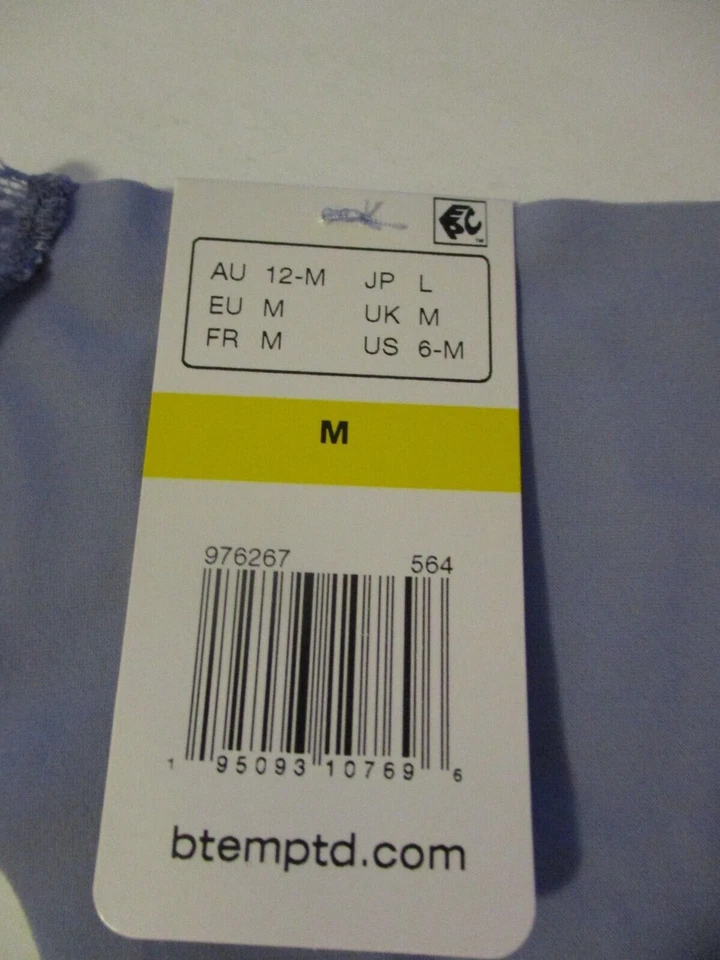 AU 12-M JP L
EU M UK M
FR M US 6-M
M
976267 564
1 95093 10769 6
btemptd.com